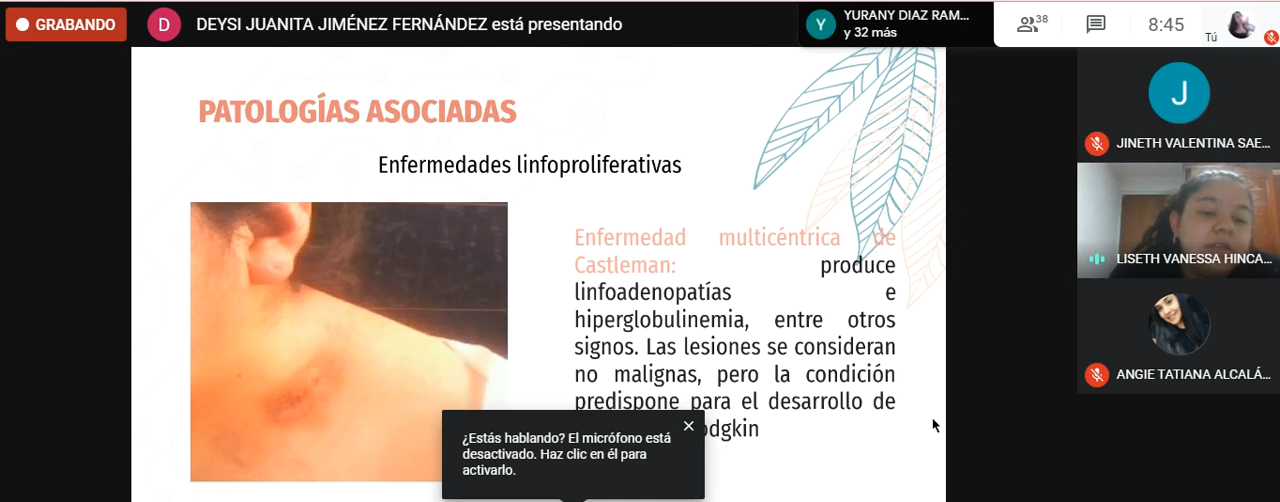 GRABANDO
D
DEYSI JUANITA JIMÉNEZ FERNÁNDEZ está presentando
Y
YURANY DIAZ RAM...
y 32 más
38
8:45
Tú
PATOLOGÍAS ASOCIADAS
Enfermedades linfoproliferativas
Enfermedad multicéntrica de
Castleman: produce
linfoadenopatías e
hiperglobulinemia, entre otros
signos. Las lesiones se consideran
no malignas, pero la condición
predispone para el desarrollo de
odgkin
¿Estás hablando? El micrófono está
desactivado. Haz clic en él para
activarlo.
J
JINETH VALENTINA SAE...
LISETH VANESSA HINCA...
ANGIE TATIANA ALCALÁ...